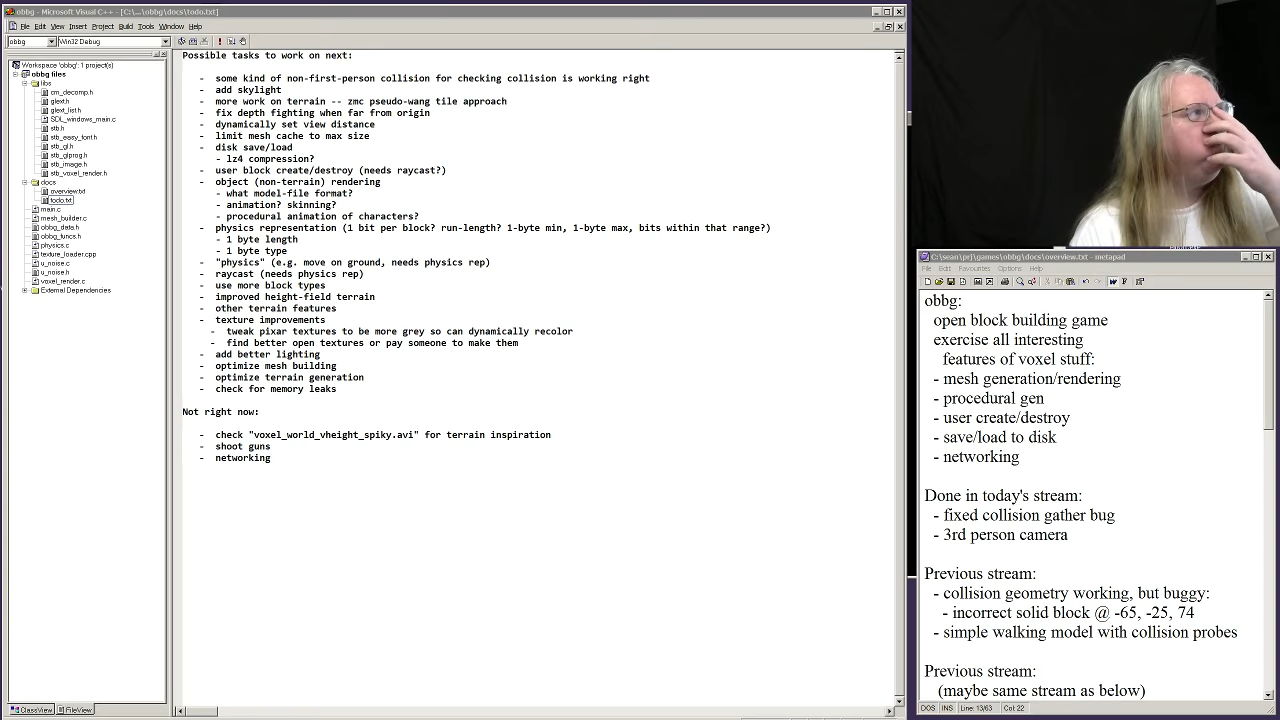 obbg - Microsoft Visual C++ - [C:\...\obbg\docs\todo.txt]
File Edit View Insert Project Build Tools Window Help
obbg
Win32 Debug
Workspace 'obbg': 1 project(s)
obbg files
libs
cm_decomp.h
glext.h
glext_list.h
SDL_windows_main.c
stb.h
stb_easy_font.h
stb_gl.h
stb_glprog.h
stb_image.h
stb_voxel_render.h
docs
overview.txt
todo.txt
main.c
mesh_builder.c
obbg_data.h
obbg_funcs.h
physics.c
texture_loader.cpp
u_noise.c
u_noise.h
voxel_render.c
External Dependencies
ClassView
FileView
Possible tasks to work on next:
- some kind of non-first-person collision for checking collision is working right
- add skylight
- more work on terrain -- zmc pseudo-wang tile approach
- fix depth fighting when far from origin
- dynamically set view distance
- limit mesh cache to max size
- disk save/load
- lz4 compression?
- user block create/destroy (needs raycast?)
- object (non-terrain) rendering
- what model-file format?
- animation? skinning?
- procedural animation of characters?
- physics representation (1 bit per block? run-length? 1-byte min, 1-byte max, bits within that range?)
- 1 byte length
- 1 byte type
- "physics" (e.g. move on ground, needs physics rep)
- raycast (needs physics rep)
- use more block types
- improved height-field terrain
- other terrain features
- texture improvements
- tweak pixar textures to be more grey so can dynamically recolor
- find better open textures or pay someone to make them
- add better lighting
- optimize mesh building
- optimize terrain generation
- check for memory leaks
Not right now:
- check "voxel_world_vheight_spiky.avi" for terrain inspiration
- shoot guns
- networking
C:\sean\prj\games\obbg\docs\overview.txt - metapad
File Edit Favourites Options Help
obbg:
open block building game
exercise all interesting
features of voxel stuff:
- mesh generation/rendering
- procedural gen
- user create/destroy
- save/load to disk
- networking
Done in today's stream:
- fixed collision gather bug
- 3rd person camera
Previous stream:
- collision geometry working, but buggy:
- incorrect solid block @ -65, -25, 74
- simple walking model with collision probes
Previous stream:
(maybe same stream as below)
DOS INS Line: 13/63 Col: 22